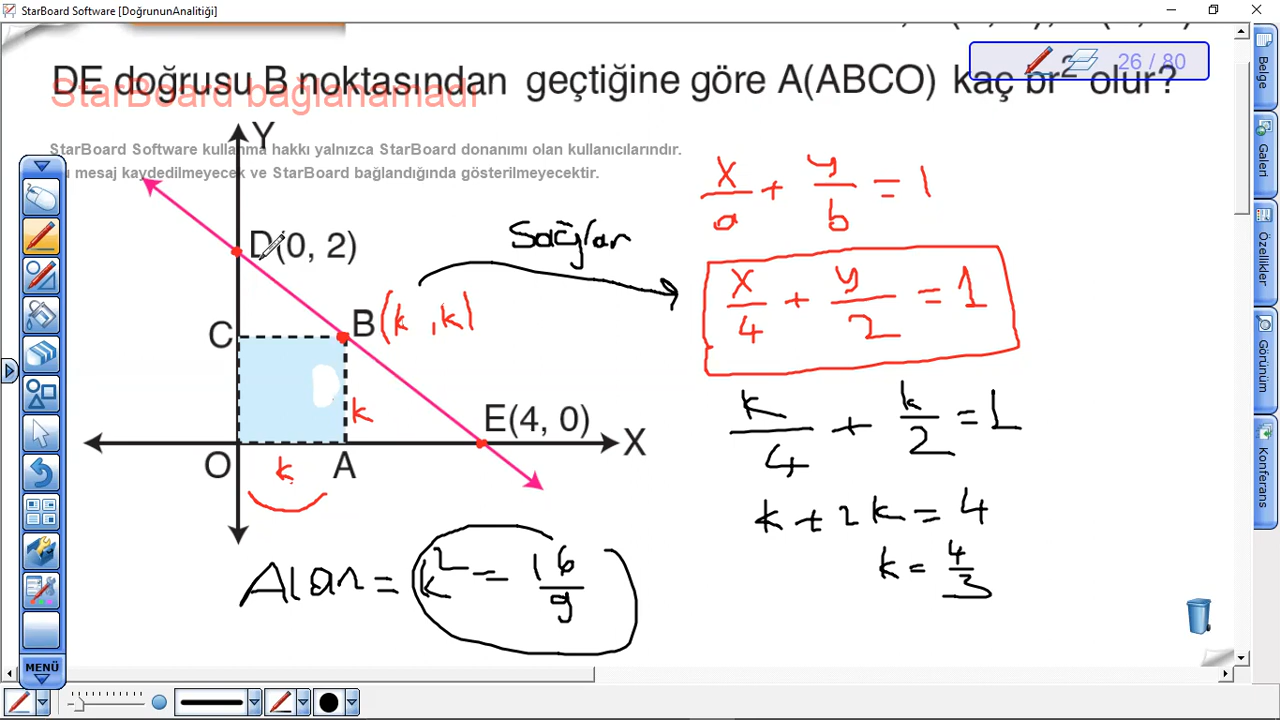 StarBoard Software [DoğrununAnalitiği]
26 / 80
DE doğrusu B noktasından geçtiğine göre A(ABCO) kaç br² olur?
StarBoard bağlanamadı
StarBoard Software kullanma hakkı yalnızca StarBoard donanımı olan kullanıcılarındır.
mesaj kaydedilmeyecek ve StarBoard bağlandığında gösterilmeyecektir.
Y
D(0, 2)
C
B(k, k)
k
E(4, 0)
X
O
k
A
Sağlar
x/a + y/b = 1
x/4 + y/2 = 1
k/4 + k/2 = 1
k + 2k = 4
k = 4/3
Alan = k² = 16/9
MENÜ
Belge
Galeri
Özellikler
Görünüm
Konferans